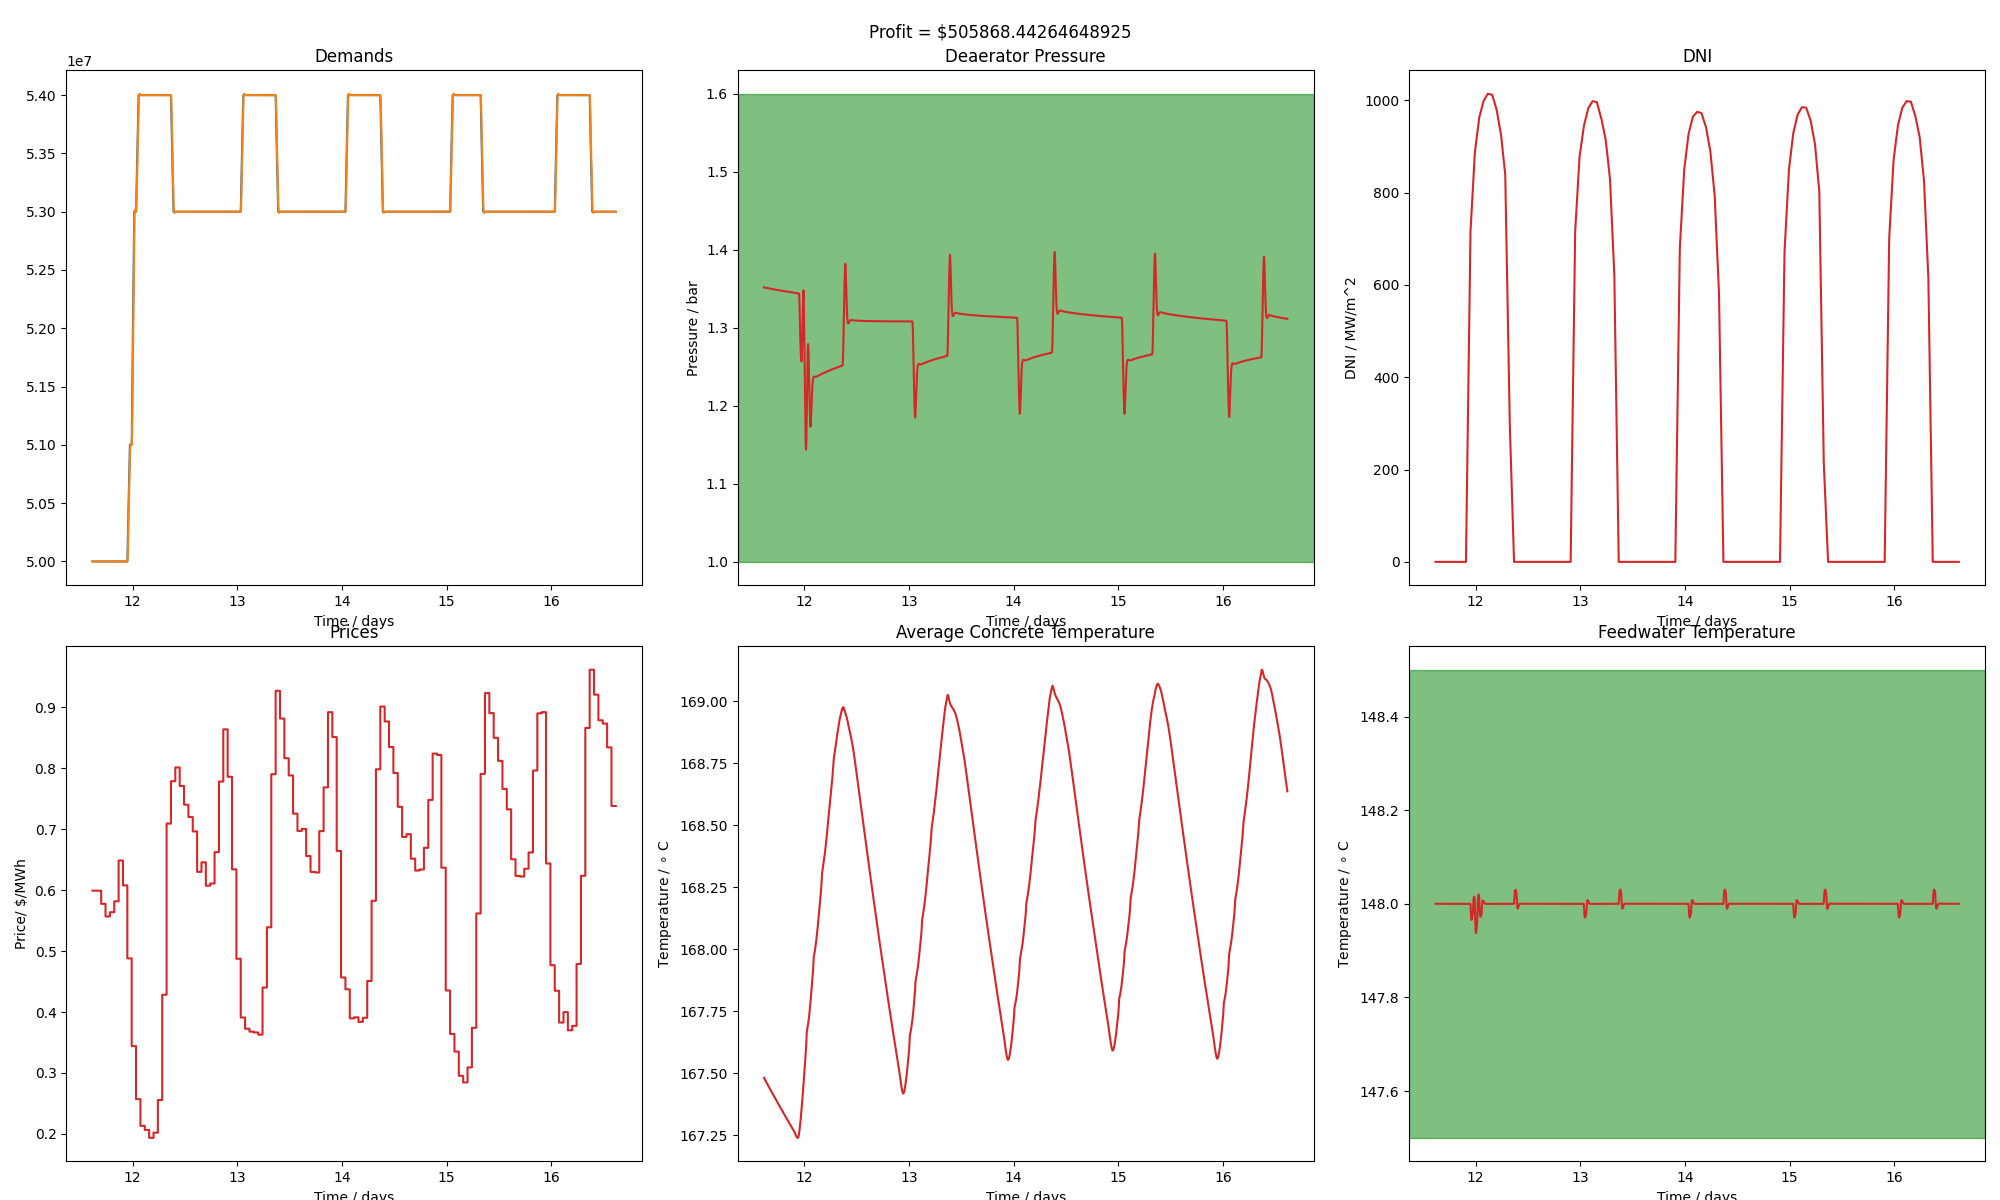 Profit = $505868.44264648925
Demands
1e7
5.40
5.35
5.30
5.25
5.20
5.15
5.10
5.05
5.00
12 13 14 15 16
Time / days
Deaerator Pressure
Pressure / bar
1.6
1.5
1.4
1.3
1.2
1.1
1.0
12 13 14 15 16
Time / days
DNI
DNI / MW/m^2
1000
800
600
400
200
0
12 13 14 15 16
Time / days
Prices
Price/ $/MWh
0.9
0.8
0.7
0.6
0.5
0.4
0.3
0.2
12 13 14 15 16
Time / days
Average Concrete Temperature
Temperature / ∘ C
169.00
168.75
168.50
168.25
168.00
167.75
167.50
167.25
12 13 14 15 16
Time / days
Feedwater Temperature
Temperature / ∘ C
148.4
148.2
148.0
147.8
147.6
12 13 14 15 16
Time / days